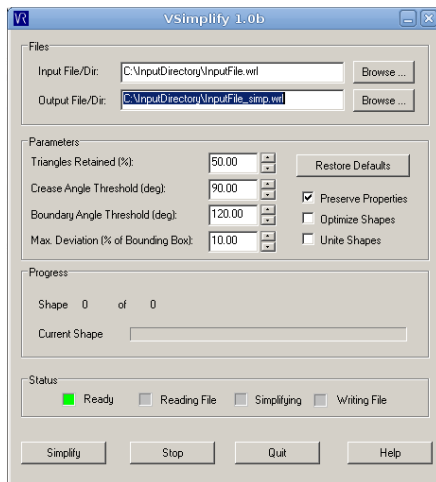 VR VSimplify 1.0b
Files
Input File/Dir: C:\InputDirectory\InputFile.wrl Browse ...
Output File/Dir: C:\InputDirectory\InputFile_simp.wrl Browse ...
Parameters
Triangles Retained (%): 50.00 Restore Defaults
Crease Angle Threshold (deg): 90.00 Preserve Properties
Boundary Angle Threshold (deg): 120.00 Optimize Shapes
Max. Deviation (% of Bounding Box): 10.00 Unite Shapes
Progress
Shape 0 of 0
Current Shape
Status
Ready Reading File Simplifying Writing File
Simplify Stop Quit Help